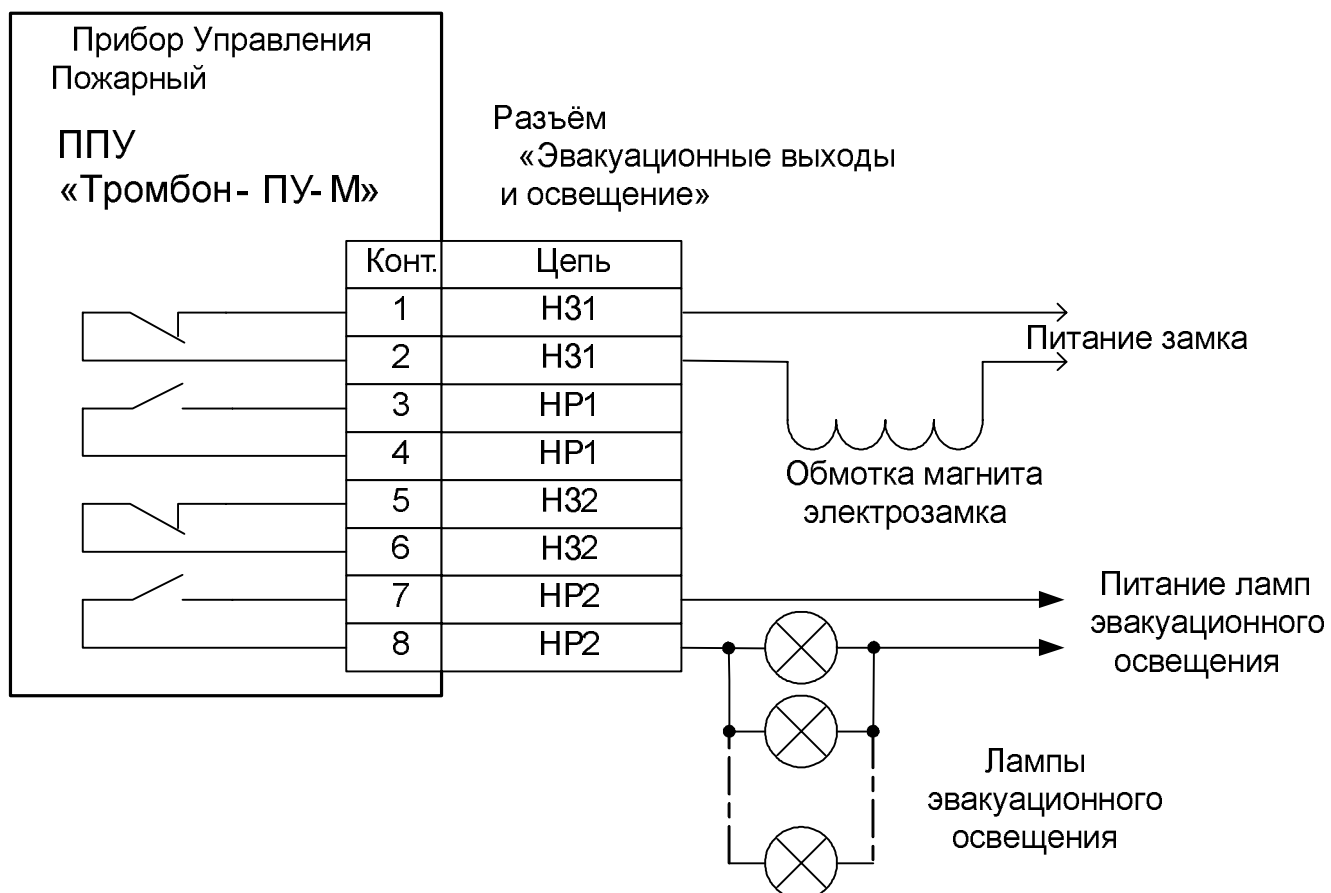 Прибор Управления
Пожарный
ППУ
«Тромбон- ПУ-М»
Разъём
«Эвакуационные выходы
и освещение»
Конт. Цепь
1 НЗ1
2 НЗ1
3 НР1
4 НР1
5 НЗ2
6 НЗ2
7 НР2
8 НР2
Питание замка
Обмотка магнита
электрозамка
Питание ламп
эвакуационного
освещения
Лампы
эвакуационного
освещения